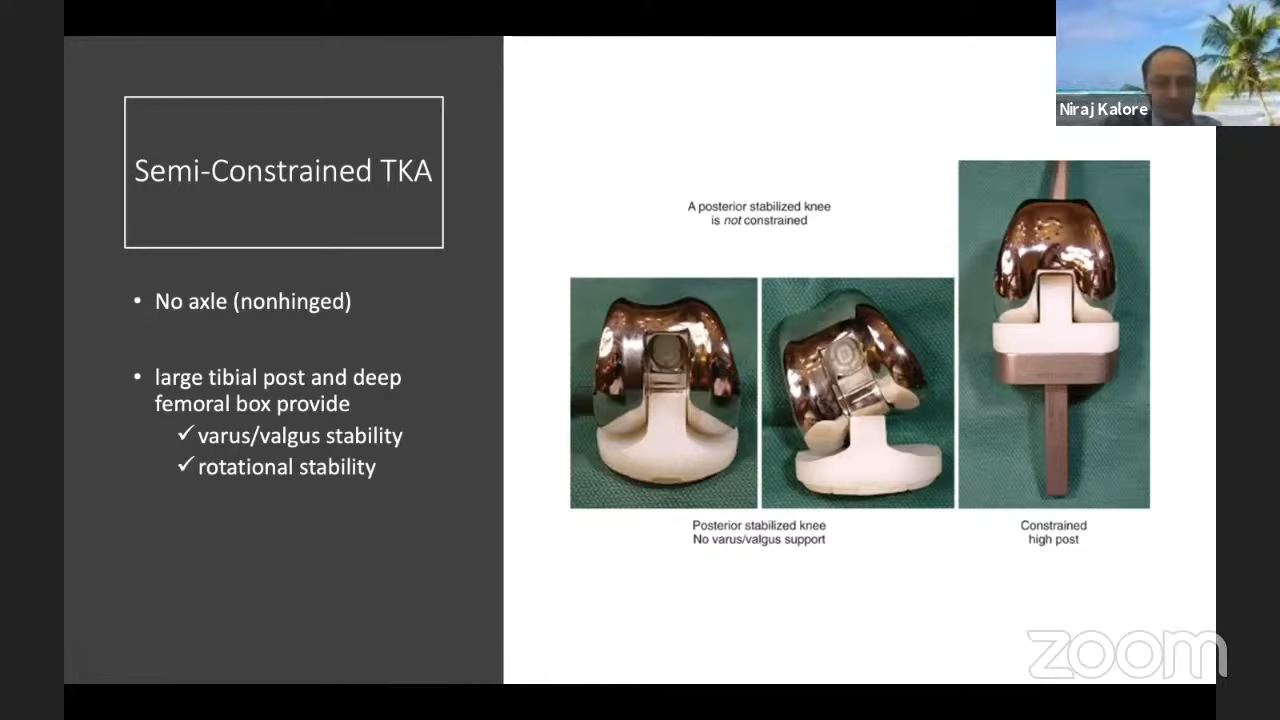 Niraj Kalore
Semi-Constrained TKA
• No axle (nonhinged)
• large tibial post and deep
femoral box provide
✓ varus/valgus stability
✓ rotational stability
A posterior stabilized knee
is not constrained
Posterior stabilized knee
No varus/valgus support
Constrained
high post
zoom